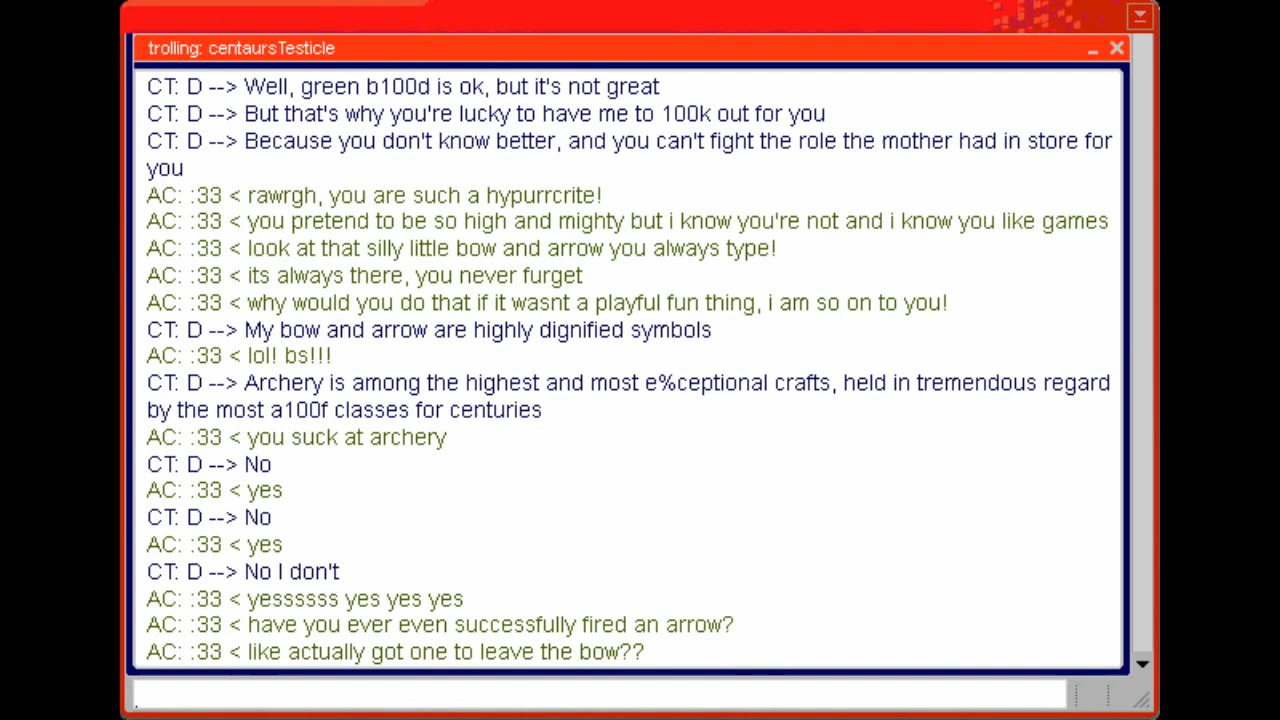 trolling: centaursTesticle
CT: D --> Well, green b100d is ok, but it's not great
CT: D --> But that's why you're lucky to have me to 100k out for you
CT: D --> Because you don't know better, and you can't fight the role the mother had in store for
you
AC: :33 < rawrgh, you are such a hypurrcrite!
AC: :33 < you pretend to be so high and mighty but i know you're not and i know you like games
AC: :33 < look at that silly little bow and arrow you always type!
AC: :33 < its always there, you never furget
AC: :33 < why would you do that if it wasnt a playful fun thing, i am so on to you!
CT: D --> My bow and arrow are highly dignified symbols
AC: :33 < lol! bs!!!
CT: D --> Archery is among the highest and most e%ceptional crafts, held in tremendous regard
by the most a100f classes for centuries
AC: :33 < you suck at archery
CT: D --> No
AC: :33 < yes
CT: D --> No
AC: :33 < yes
CT: D --> No I don't
AC: :33 < yessssss yes yes yes
AC: :33 < have you ever even successfully fired an arrow?
AC: :33 < like actually got one to leave the bow??